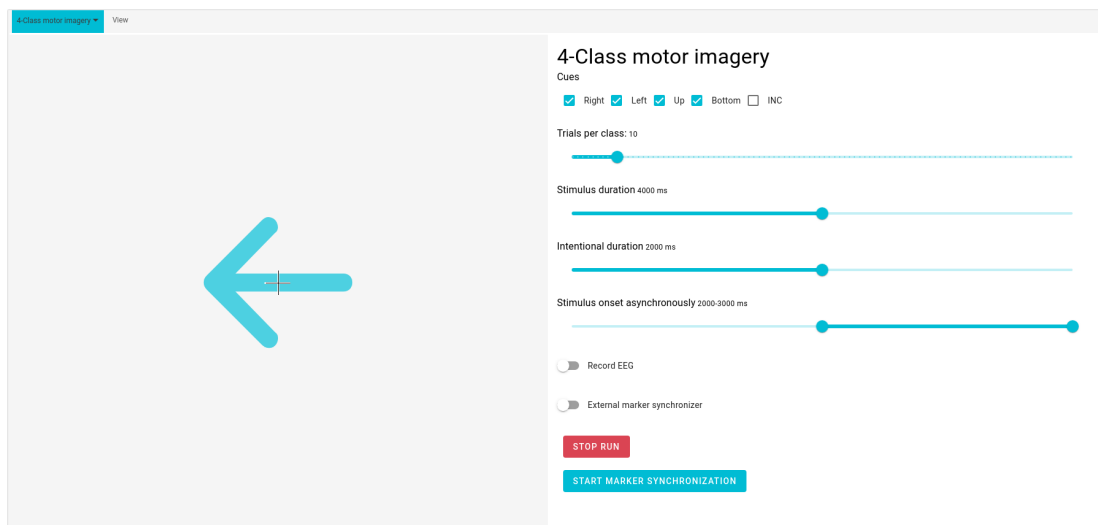 4-Class motor imagery View
4-Class motor imagery
Cues
Right Left Up Bottom INC
Trials per class: 10
Stimulus duration 4000 ms
Intentional duration 2000 ms
Stimulus onset asynchronously 2000-3000 ms
Record EEG
External marker synchronizer
STOP RUN
START MARKER SYNCHRONIZATION